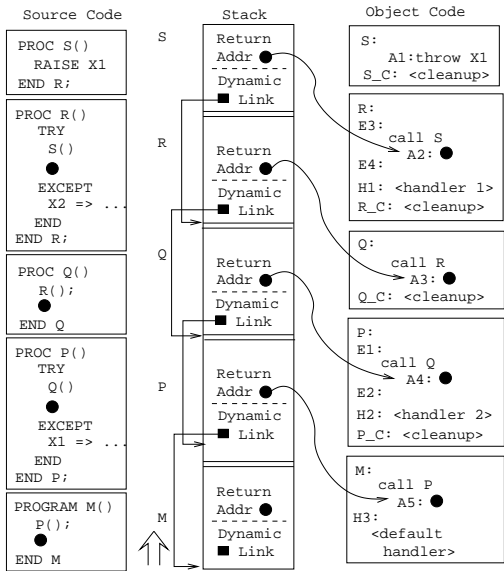 Source Code
PROC S()
RAISE X1
END R;
PROC R()
TRY
S()
EXCEPT
X2 => ...
END
END R;
PROC Q()
R();
END Q
PROC P()
TRY
Q()
EXCEPT
X1 => ...
END
END P;
PROGRAM M()
P();
END M
Stack
S
Return
Addr
Dynamic
Link
R
Return
Addr
Dynamic
Link
Q
Return
Addr
Dynamic
Link
P
Return
Addr
Dynamic
Link
M
Return
Addr
Dynamic
Link
Object Code
S:
A1:throw X1
S_C: <cleanup>
R:
E3:
call S
A2:
E4:
H1: <handler 1>
R_C: <cleanup>
Q:
call R
A3:
Q_C: <cleanup>
P:
E1:
call Q
A4:
E2:
H2: <handler 2>
P_C: <cleanup>
M:
call P
A5:
H3:
<default
handler>